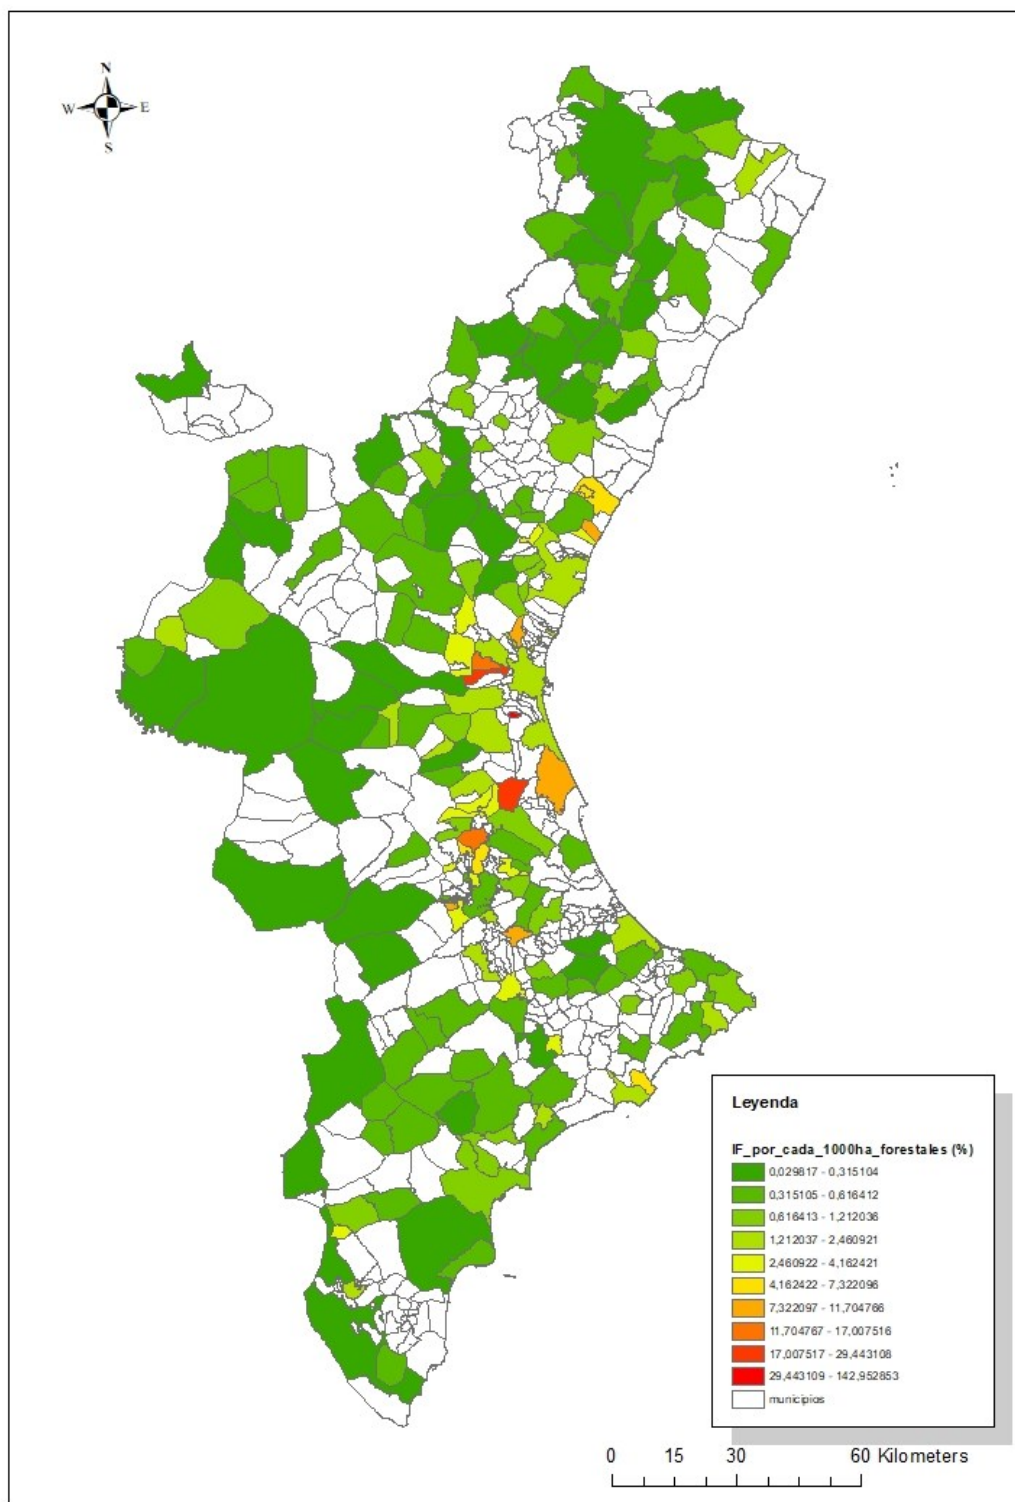 N
W E
S
Leyenda
IF_por_cada_1000ha_forestales (%)
0,029817 - 0,315104
0,315105 - 0,616412
0,616413 - 1,212036
1,212037 - 2,460921
2,460922 - 4,162421
4,162422 - 7,322096
7,322097 - 11,704766
11,704767 - 17,007516
17,007517 - 29,443108
29,443109 - 142,952853
municipios
0 15 30 60 Kilometers